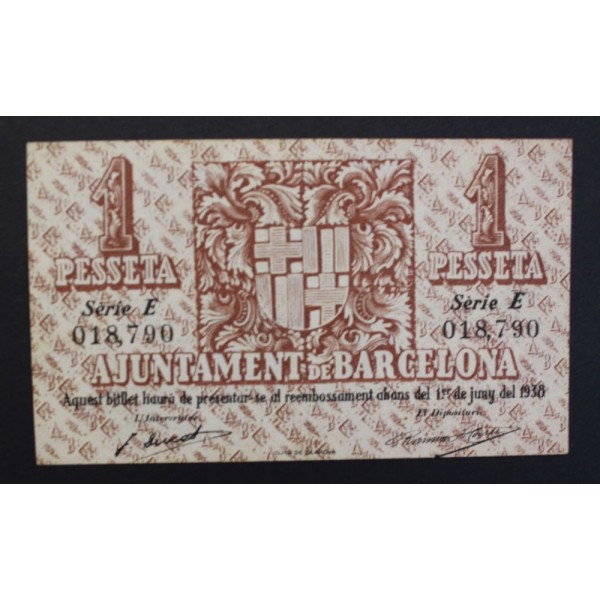 1 1
PESSETA PESSETA
Sèrie E Sèrie E
018,790 018,790
AJUNTAMENT DE BARCELONA
Aquest bitllet haurà de presentar-se al reembossament abans del 1er de juny del 1938
L'Interventor El Dipositari